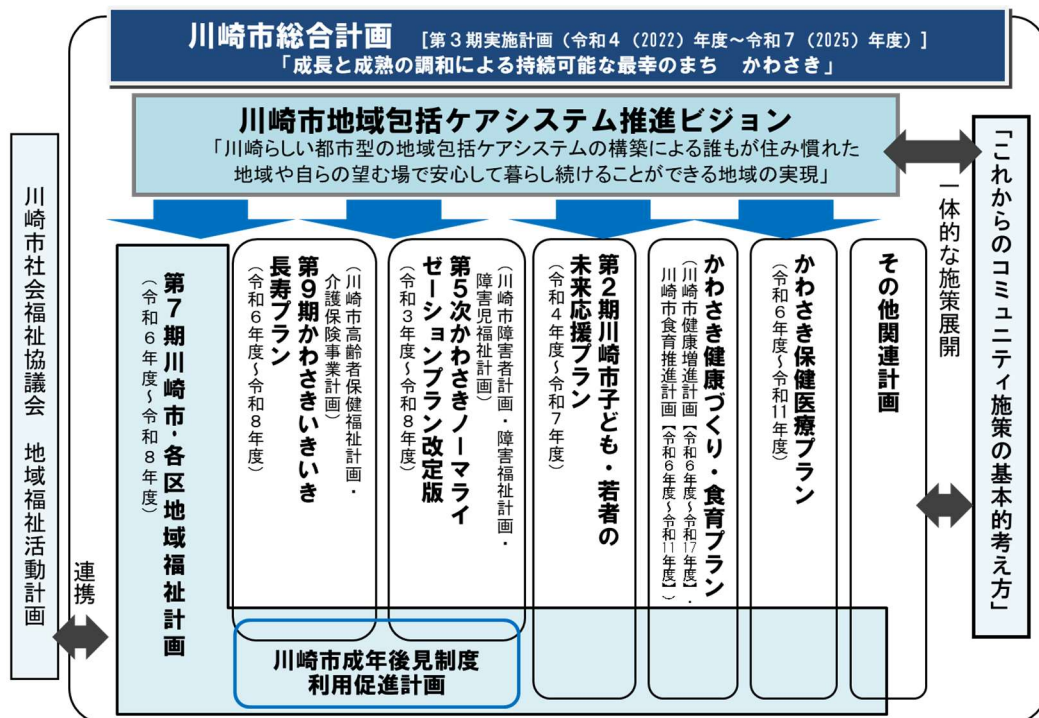 川崎市総合計画 [第3期実施計画（令和4（2022）年度～令和7（2025）年度）]
「成長と成熟の調和による持続可能な最幸のまち　かわさき」
川崎市地域包括ケアシステム推進ビジョン
「川崎らしい都市型の地域包括ケアシステムの構築による誰もが住み慣れた
地域や自らの望む場で安心して暮らし続けることができる地域の実現」
「これからのコミュニティ施策の基本的考え方」
一体的な施策展開
その他関連計画
かわさき保健医療プラン
（令和6年度～令和11年度）
かわさき健康づくり・食育プラン
（川崎市健康増進計画【令和6年度～令和17年度】・
川崎市食育推進計画【令和6年度～令和11年度】）
第2期川崎市子ども・若者の
未来応援プラン
（令和4年度～令和7年度）
（川崎市障害者計画・障害福祉計画・
障害児福祉計画）
第5次かわさきノーマライ
ゼーションプラン改定版
（令和3年度～令和8年度）
（川崎市高齢者保健福祉計画・
介護保険事業計画）
第9期かわさきいきいき
長寿プラン
（令和6年度～令和8年度）
第7期川崎市・各区地域福祉計画
（令和6年度～令和8年度）
川崎市成年後見制度
利用促進計画
連携
川崎市社会福祉協議会　地域福祉活動計画